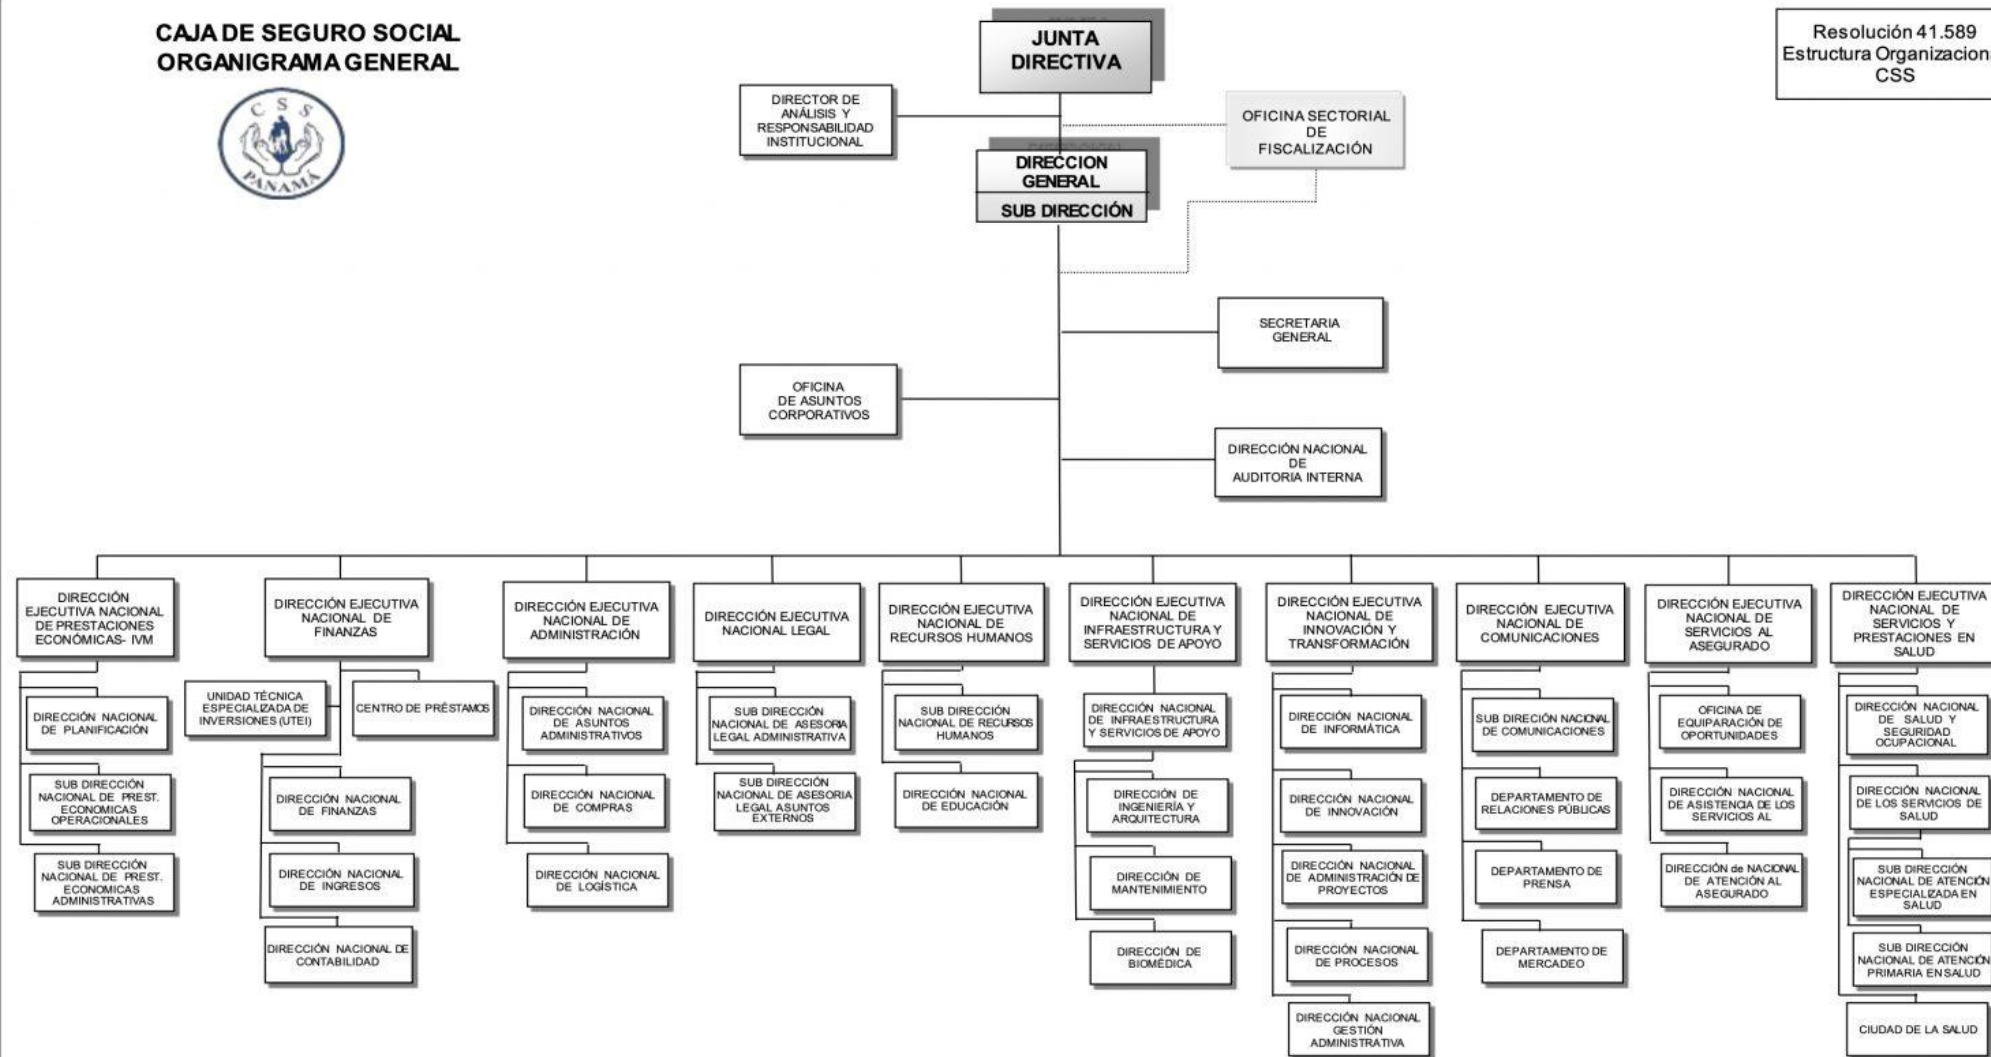 CAJA DE SEGURO SOCIAL
ORGANIGRAMA GENERAL
C S S
PANAMÁ
JUNTA
DIRECTIVA
Resolución 41.589
Estructura Organizacion
CSS
DIRECTOR DE
ANÁLISIS Y
RESPONSABILIDAD
INSTITUCIONAL
OFICINA SECTORIAL
DE
FISCALIZACIÓN
DIRECCION
GENERAL
SUB DIRECCIÓN
SECRETARIA
GENERAL
OFICINA
DE ASUNTOS
CORPORATIVOS
DIRECCIÓN NACIONAL
DE
AUDITORIA INTERNA
DIRECCIÓN
EJECUTIVA NACIONAL
DE PRESTACIONES
ECONÓMICAS- IVM
DIRECCIÓN NACIONAL
DE PLANIFICACIÓN
SUB DIRECCIÓN
NACIONAL DE PREST.
ECONOMICAS
OPERACIONALES
SUB DIRECCIÓN
NACIONAL DE PREST.
ECONOMICAS
ADMINISTRATIVAS
DIRECCIÓN EJECUTIVA
NACIONAL DE
FINANZAS
UNIDAD TÉCNICA
ESPECIALIZADA DE
INVERSIONES (UTEI)
CENTRO DE PRÉSTAMOS
DIRECCIÓN NACIONAL
DE FINANZAS
DIRECCIÓN NACIONAL
DE INGRESOS
DIRECCIÓN NACIONAL DE
CONTABILIDAD
DIRECCIÓN EJECUTIVA
NACIONAL DE
ADMINISTRACIÓN
DIRECCIÓN NACIONAL
DE ASUNTOS
ADMINISTRATIVOS
DIRECCIÓN NACIONAL
DE COMPRAS
DIRECCIÓN NACIONAL
DE LOGÍSTICA
DIRECCIÓN EJECUTIVA
NACIONAL LEGAL
SUB DIRECCIÓN
NACIONAL DE ASESORIA
LEGAL ADMINISTRATIVA
SUB DIRECCIÓN
NACIONAL DE ASESORIA
LEGAL ASUNTOS
EXTERNOS
DIRECCIÓN EJECUTIVA
NACIONAL DE
RECURSOS HUMANOS
SUB DIRECCIÓN
NACIONAL DE RECURSOS
HUMANOS
DIRECCIÓN NACIONAL
DE EDUCACIÓN
DIRECCIÓN EJECUTIVA
NACIONAL DE
INFRAESTRUCTURA Y
SERVICIOS DE APOYO
DIRECCIÓN NACIONAL
DE INFRAESTRUCTURA
Y SERVICIOS DE APOYO
DIRECCIÓN DE
INGENIERÍA Y
ARQUITECTURA
DIRECCIÓN DE
MANTENIMIENTO
DIRECCIÓN DE
BIOMÉDICA
DIRECCIÓN EJECUTIVA
NACIONAL DE
INNOVACIÓN Y
TRANSFORMACIÓN
DIRECCIÓN NACIONAL
DE INFORMÁTICA
DIRECCIÓN NACIONAL
DE INNOVACIÓN
DIRECCIÓN NACIONAL
DE ADMINISTRACIÓN DE
PROYECTOS
DIRECCIÓN NACIONAL
DE PROCESOS
DIRECCIÓN NACIONAL
GESTIÓN
ADMINISTRATIVA
DIRECCIÓN EJECUTIVA
NACIONAL DE
COMUNICACIONES
SUB DIRECIÓN NACIONAL
DE COMUNICACIONES
DEPARTAMENTO DE
RELACIONES PÚBLICAS
DEPARTAMENTO DE
PRENSA
DEPARTAMENTO DE
MERCADEO
DIRECCIÓN EJECUTIVA
NACIONAL DE
SERVICIOS AL
ASEGURADO
OFICINA DE
EQUIPARACIÓN DE
OPORTUNIDADES
DIRECCIÓN NACIONAL
DE ASISTENCIA DE LOS
SERVICIOS AL
DIRECCIÓN de NACIONAL
DE ATENCIÓN AL
ASEGURADO
DIRECCIÓN EJECUTIVA
NACIONAL DE
SERVICIOS Y
PRESTACIONES EN
SALUD
DIRECCIÓN NACIONAL
DE SALUD Y
SEGURIDAD
OCUPACIONAL
DIRECCIÓN NACIONAL
DE LOS SERVICIOS DE
SALUD
SUB DIRECCIÓN
NACIONAL DE ATENCIÓN
ESPECIALIZADA EN
SALUD
SUB DIRECCIÓN
NACIONAL DE ATENCIÓN
PRIMARIA EN SALUD
CIUDAD DE LA SALUD